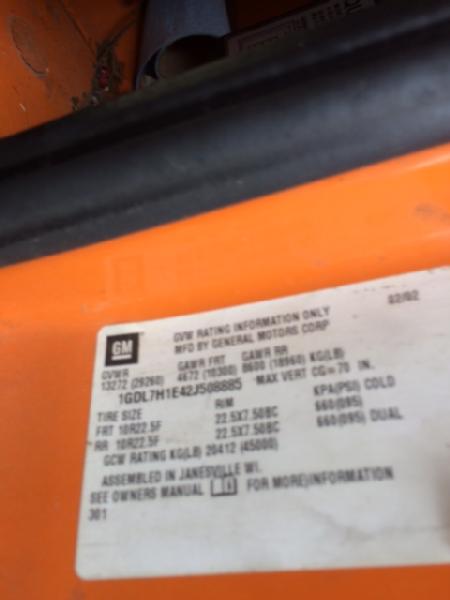 GVW RATING INFORMATION ONLY 02/02
GM MFD BY GENERAL MOTORS CORP
GVWR GAWR FRT GAWR RR
13272 (29260) 4672 (10300) 8600 (18960) KG(LB)
1GDL7H1E42J508885 MAX VERT CG=70 IN.
TIRE SIZE RIM KPA(PSI) COLD
FRT 10R22.5F 22.5X7.50BC 660(095)
RR 10R22.5F 22.5X7.50BC 660(095) DUAL
GCW RATING KG(LB) 20412 (45000)
ASSEMBLED IN JANESVILLE WI.
SEE OWNERS MANUAL FOR MORE INFORMATION
301